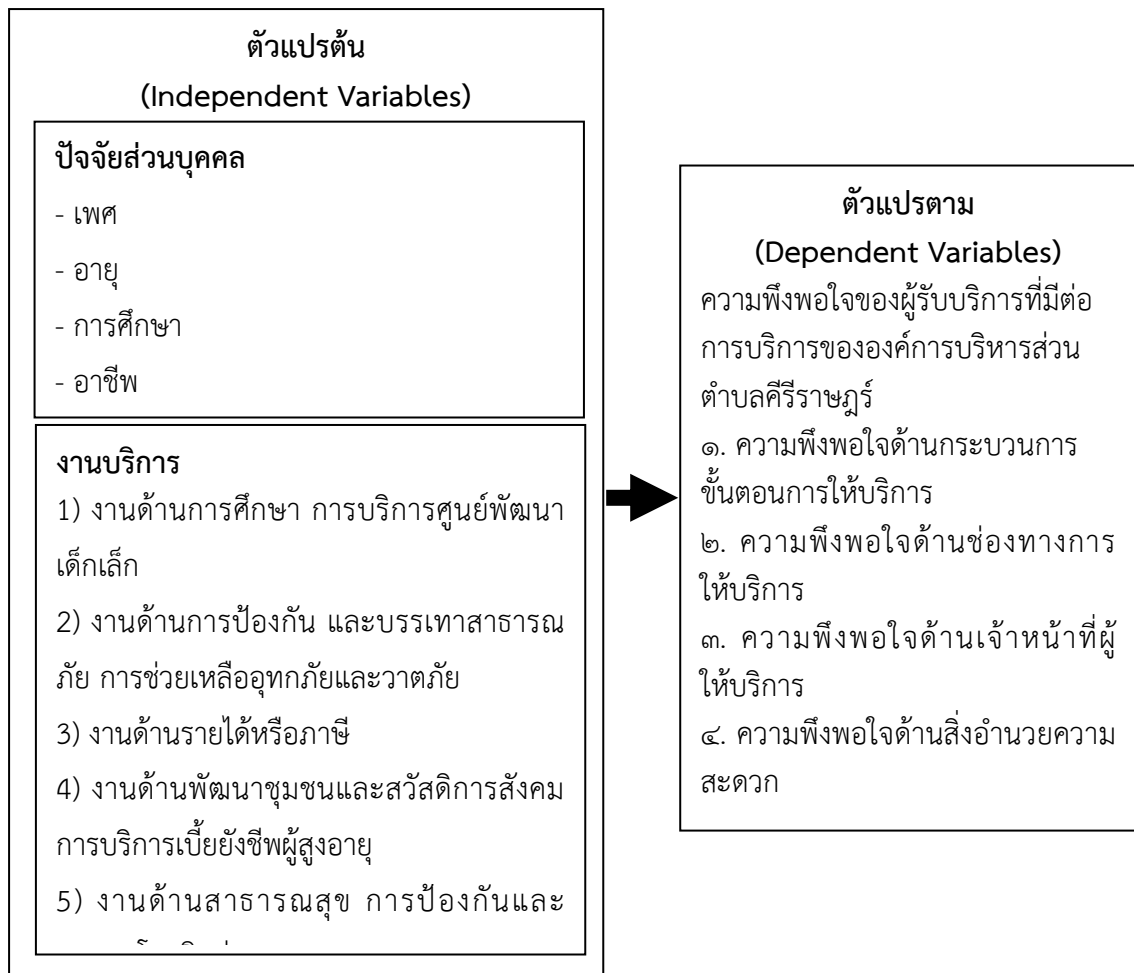 ตัวแปรต้น
(Independent Variables)
ปัจจัยส่วนบุคคล
- เพศ
- อายุ
- การศึกษา
- อาชีพ
งานบริการ
1) งานด้านการศึกษา การบริการศูนย์พัฒนา
เด็กเล็ก
2) งานด้านการป้องกัน และบรรเทาสาธารณ
ภัย การช่วยเหลืออุทกภัยและวาตภัย
3) งานด้านรายได้หรือภาษี
4) งานด้านพัฒนาชุมชนและสวัสดิการสังคม
การบริการเบี้ยยังชีพผู้สูงอายุ
5) งานด้านสาธารณสุข การป้องกันและ
ตัวแปรตาม
(Dependent Variables)
ความพึงพอใจของผู้รับบริการที่มีต่อ
การบริการขององค์การบริหารส่วน
ตำบลคีรีราษฎร์
๑. ความพึงพอใจด้านกระบวนการ
ขั้นตอนการให้บริการ
๒. ความพึงพอใจด้านช่องทางการ
ให้บริการ
๓. ความพึงพอใจด้านเจ้าหน้าที่ผู้
ให้บริการ
๔. ความพึงพอใจด้านสิ่งอำนวยความ
สะดวก